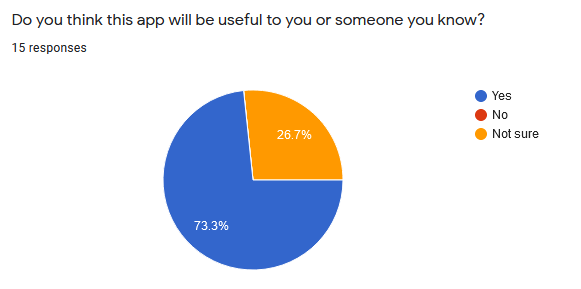 Do you think this app will be useful to you or someone you know?
15 responses
Yes
No
Not sure
26.7%
73.3%